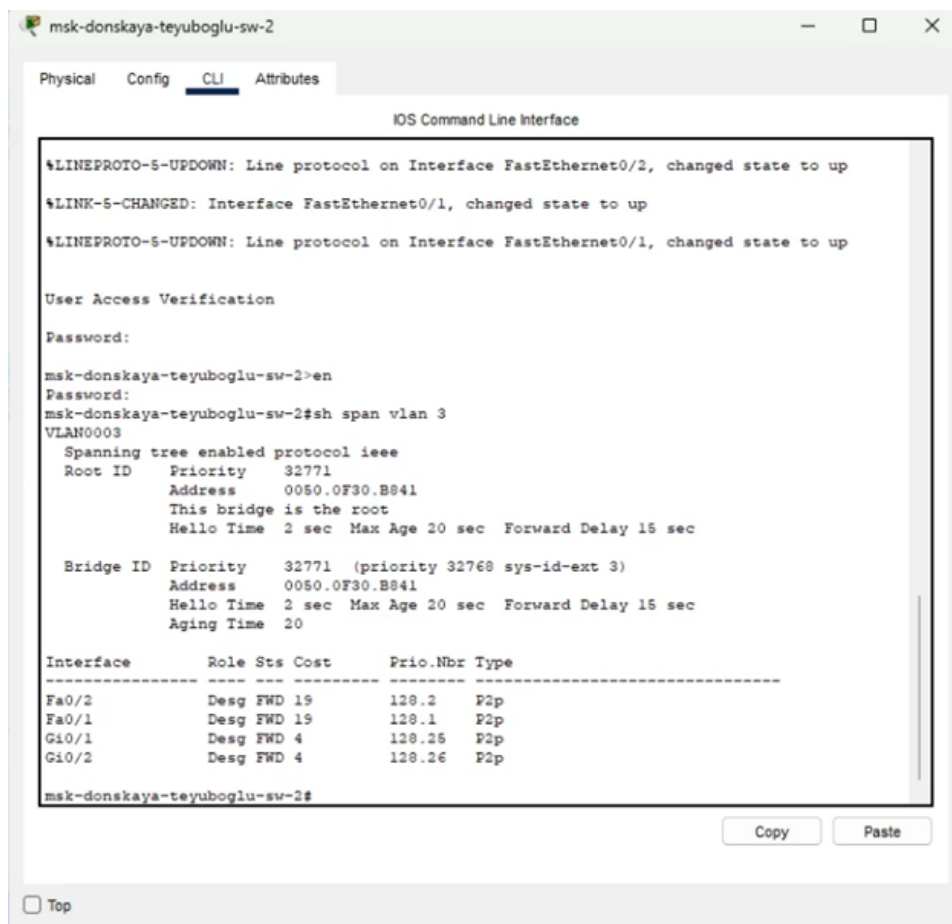 msk-donskaya-teyuboglu-sw-2
Physical Config CLI Attributes
IOS Command Line Interface
%LINEPROTO-5-UPDOWN: Line protocol on Interface FastEthernet0/2, changed state to up
%LINK-5-CHANGED: Interface FastEthernet0/1, changed state to up
%LINEPROTO-5-UPDOWN: Line protocol on Interface FastEthernet0/1, changed state to up
User Access Verification
Password:
msk-donskaya-teyuboglu-sw-2>en
Password:
msk-donskaya-teyuboglu-sw-2#sh span vlan 3
VLAN0003
  Spanning tree enabled protocol ieee
  Root ID    Priority    32771
             Address     0050.0F30.B841
             This bridge is the root
             Hello Time  2 sec  Max Age 20 sec  Forward Delay 15 sec
  Bridge ID  Priority    32771  (priority 32768 sys-id-ext 3)
             Address     0050.0F30.B841
             Hello Time  2 sec  Max Age 20 sec  Forward Delay 15 sec
             Aging Time  20
Interface        Role Sts Cost      Prio.Nbr Type
---------------- ---- --- --------- -------- --------------------------------
Fa0/2            Desg FWD 19        128.2    P2p
Fa0/1            Desg FWD 19        128.1    P2p
Gi0/1            Desg FWD 4         128.25   P2p
Gi0/2            Desg FWD 4         128.26   P2p
msk-donskaya-teyuboglu-sw-2#
Copy Paste
Top